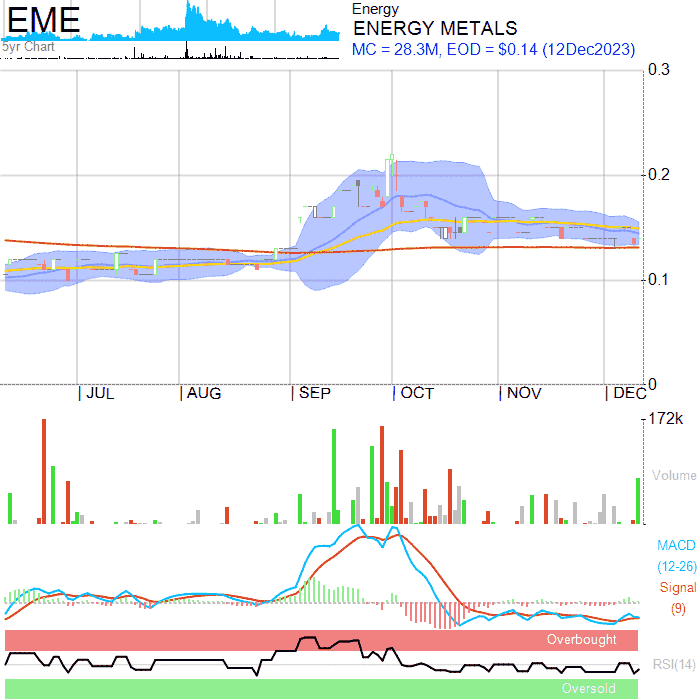 EME
5yr Chart
Energy
ENERGY METALS
MC = 28.3M, EOD = $0.14 (12Dec2023)
0.3
0.2
0.1
0
JUL
AUG
SEP
OCT
NOV
DEC
172k
Volume
MACD
(12-26)
Signal
(9)
Overbought
RSI(14)
Oversold